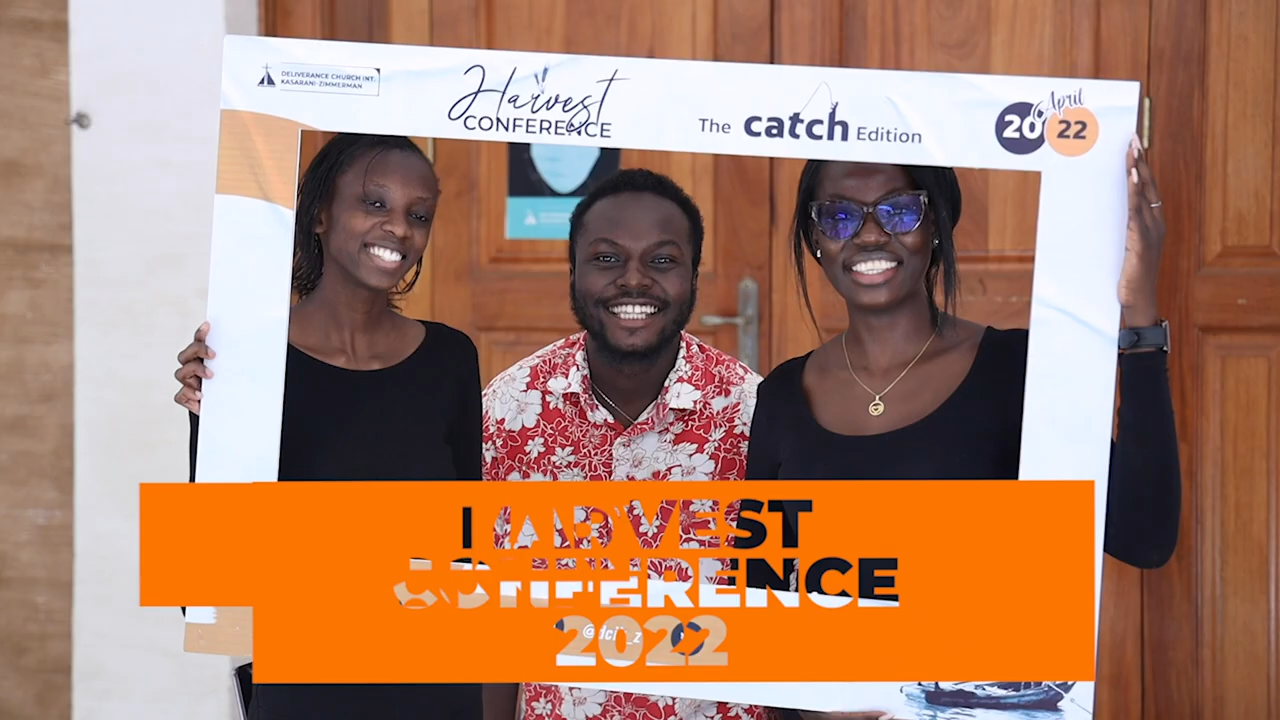 DELIVERANCE CHURCH INT.
KASARANI-ZIMMERMAN
Harvest
CONFERENCE
The catch Edition
April
20 22
HARVEST
CONFERENCE
2022